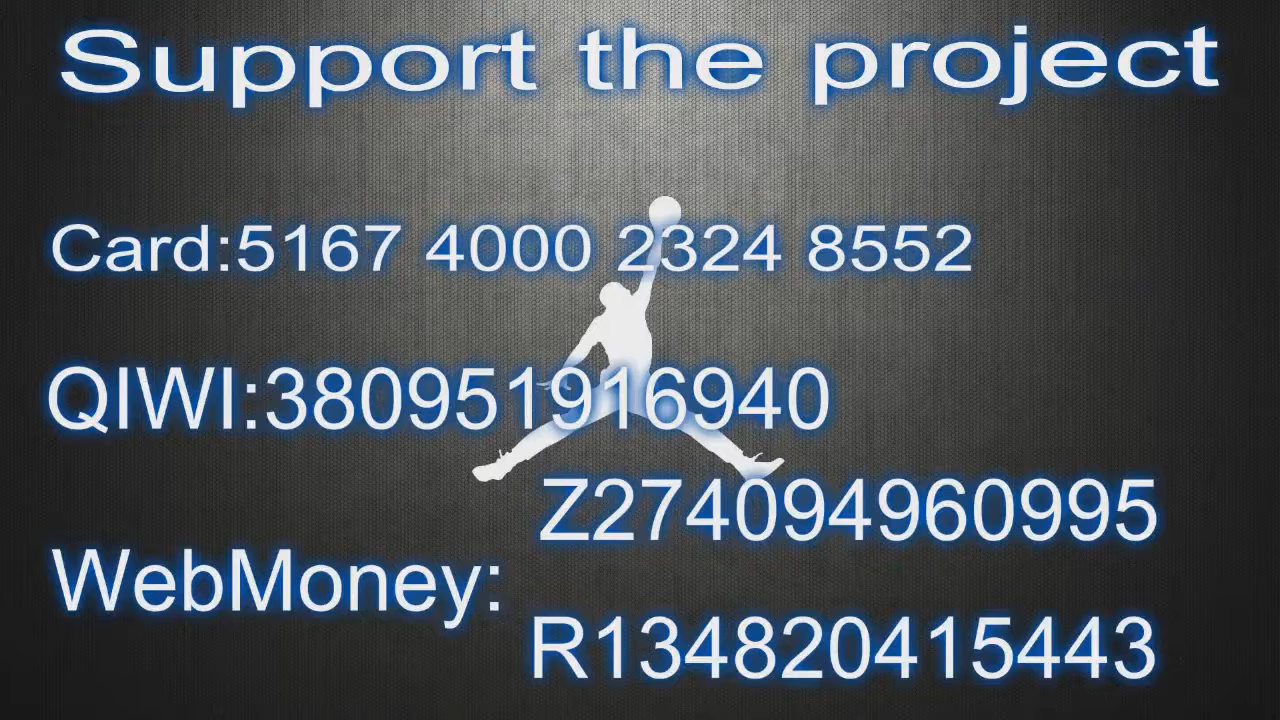 Support the project
Card:5167 4000 2324 8552
QIWI:380951916940
WebMoney:
Z274094960995
R134820415443